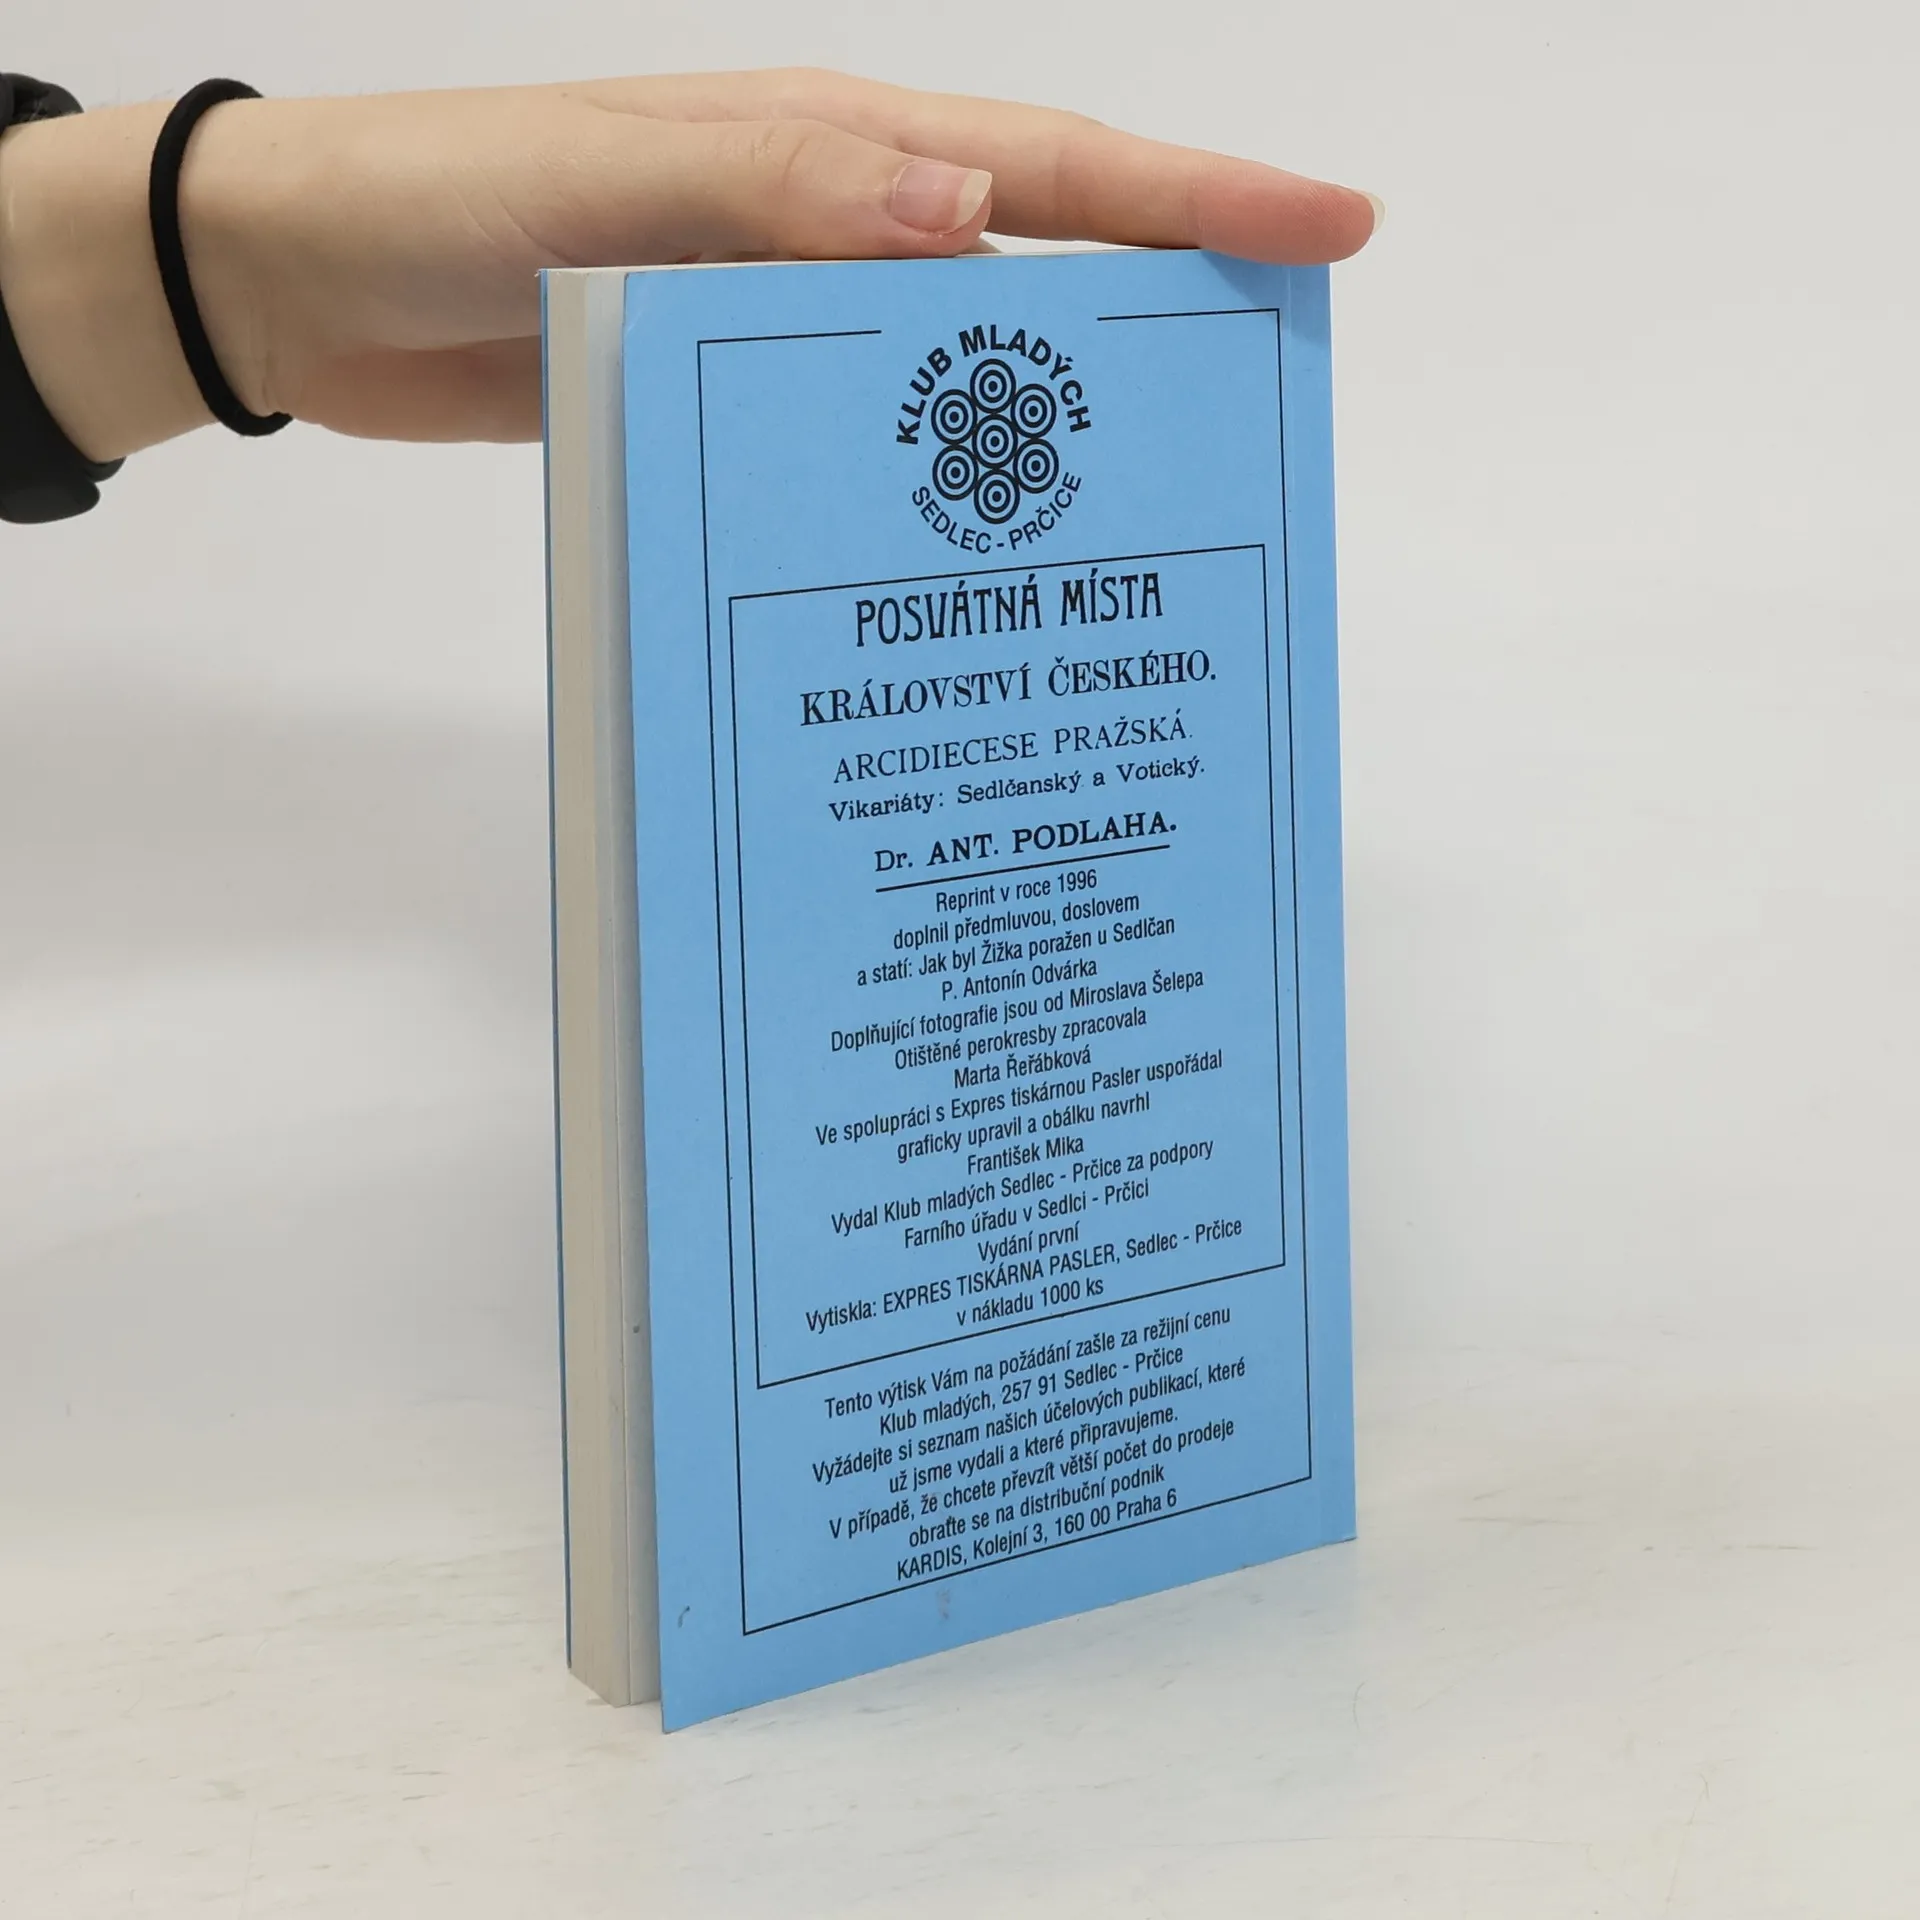 KLUB MLADÝCH
SEDLEC - PRČICE
POSVÁTNÁ MÍSTA
KRÁLOVSTVÍ ČESKÉHO.
ARCIDIECESE PRAŽSKÁ.
Vikariáty: Sedlčanský a Votický.
Dr. ANT. PODLAHA.
Reprint v roce 1996
doplnil předmluvou, doslovem
a statí: Jak byl Žižka poražen u Sedlčan
P. Antonín Odvárka
Doplňující fotografie jsou od Miroslava Šelepa
Otištěné perokresby zpracovala
Marta Řeřábková
Ve spolupráci s Expres tiskárnou Pasler uspořádal
graficky upravil a obálku navrhl
František Mika
Vydal Klub mladých Sedlec - Prčice za podpory
Farního úřadu v Sedlci - Prčici
Vydání první
Vytiskla: EXPRES TISKÁRNA PASLER, Sedlec - Prčice
v nákladu 1000 ks
Tento výtisk Vám na požádání zašle za režijní cenu
Klub mladých, 257 91 Sedlec - Prčice
Vyžádejte si seznam našich účelových publikací, které
už jsme vydali a které připravujeme.
V případě, že chcete převzít větší počet do prodeje
obraťte se na distribuční podnik
KARDIS, Kolejní 3, 160 00 Praha 6